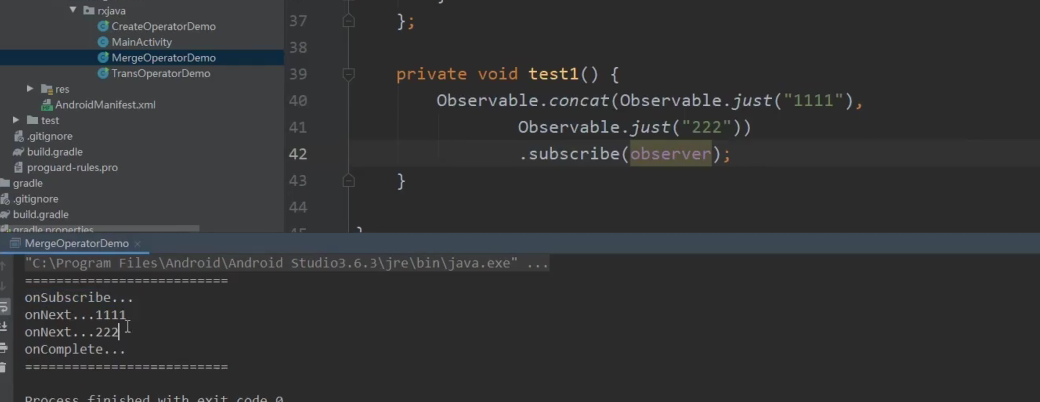 rxjava
CreateOperatorDemo
MainActivity
MergeOperatorDemo
TransOperatorDemo
res
AndroidManifest.xml
test
.gitignore
build.gradle
proguard-rules.pro
gradle
.gitignore
build.gradle
gradle.properties
37 };
38
39 private void test1() {
40 Observable.concat(Observable.just("1111"),
41 Observable.just("222"))
42 .subscribe(observer);
43 }
44
45 }
MergeOperatorDemo ×
"C:\Program Files\Android\Android Studio3.6.3\jre\bin\java.exe" ...
==========================
onSubscribe...
onNext...1111
onNext...222
onComplete...
==========================
Process finished with exit code 0